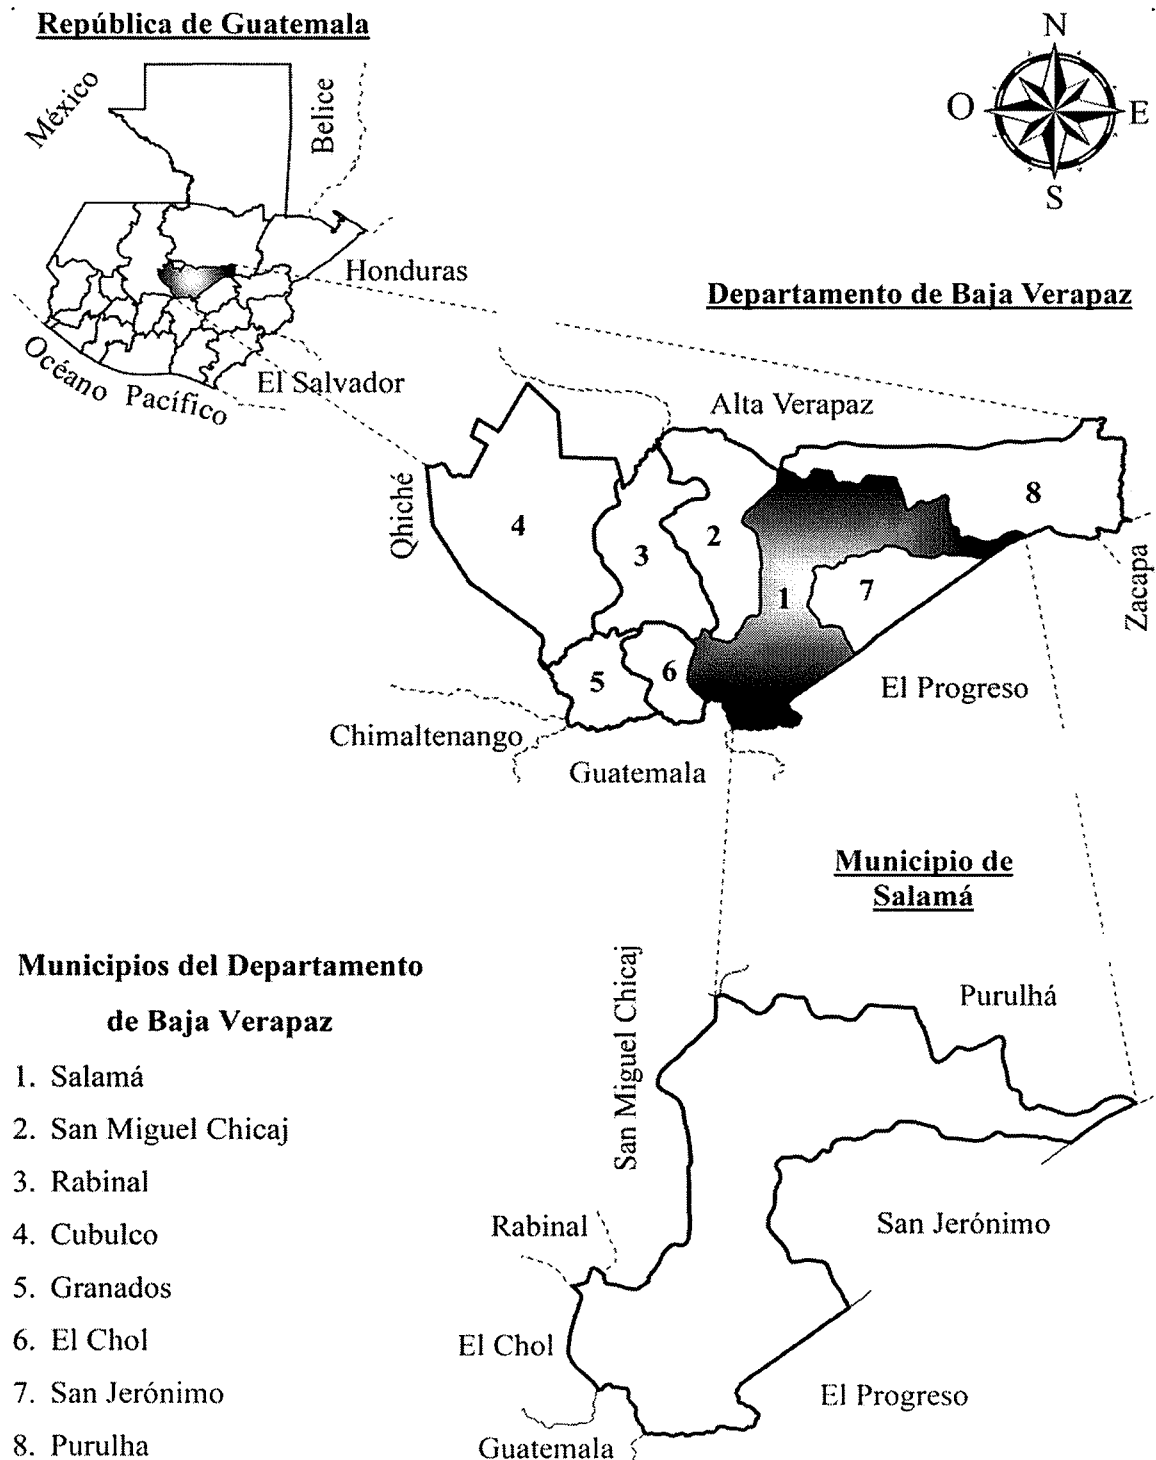 República de Guatemala
México
Belice
Honduras
El Salvador
Océano Pacífico
N
O
E
S
Departamento de Baja Verapaz
Alta Verapaz
Qhiché
Zacapa
El Progreso
Chimaltenango
Guatemala
4
3
2
1
7
8
5
6
Municipio de
Salamá
San Miguel Chicaj
Purulhá
Rabinal
San Jerónimo
El Chol
El Progreso
Guatemala
Municipios del Departamento
de Baja Verapaz
1. Salamá
2. San Miguel Chicaj
3. Rabinal
4. Cubulco
5. Granados
6. El Chol
7. San Jerónimo
8. Purulha